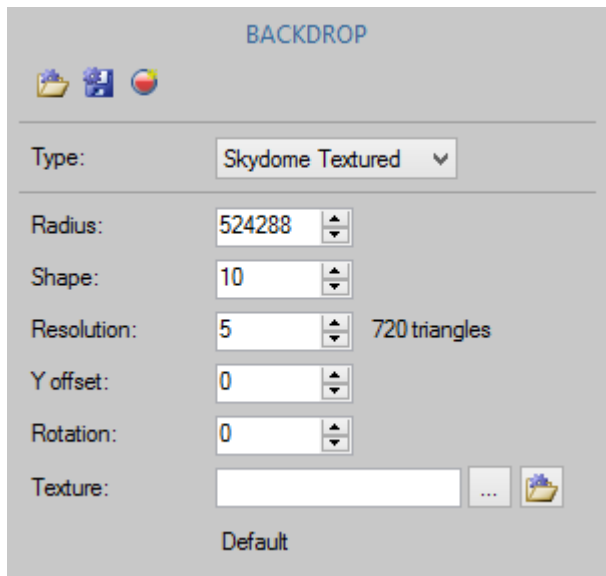 BACKDROP
Type: Skydome Textured
Radius: 524288
Shape: 10
Resolution: 5 720 triangles
Y offset: 0
Rotation: 0
Texture: ...
Default